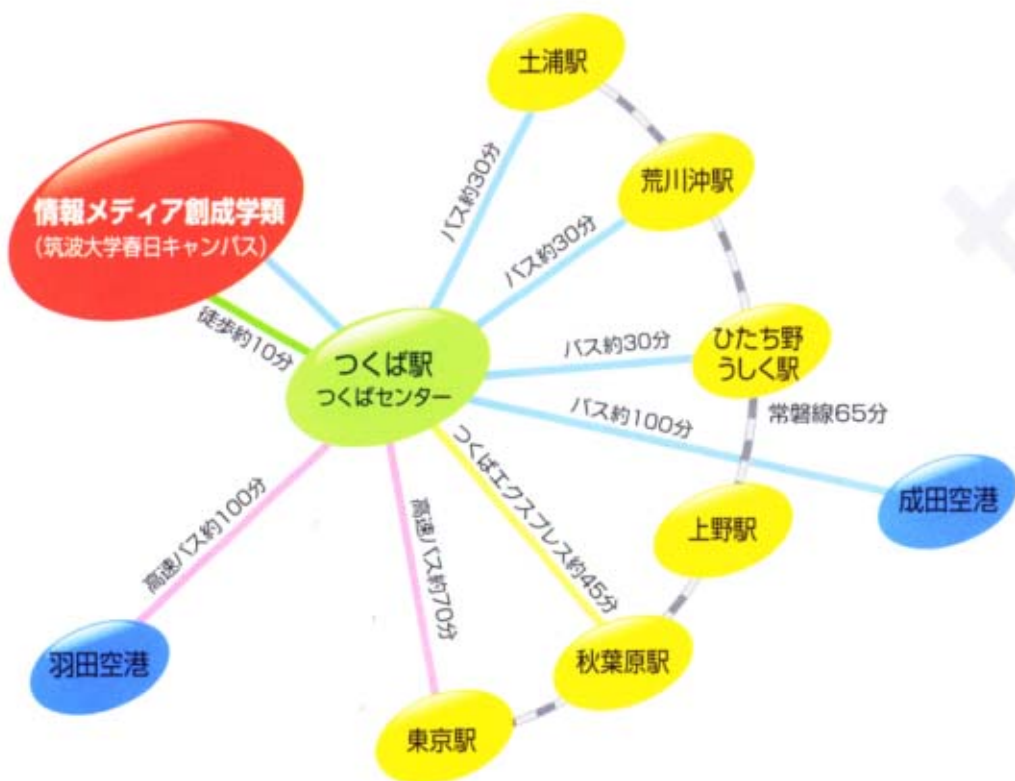 土浦駅
荒川沖駅
情報メディア創成学類
(筑波大学春日キャンパス)
バス約30分
バス約30分
徒歩約10分
つくば駅
つくばセンター
バス約30分
ひたち野
うしく駅
バス約100分
常磐線65分
つくばエクスプレス約45分
高速バス約100分
高速バス約70分
上野駅
成田空港
羽田空港
秋葉原駅
東京駅